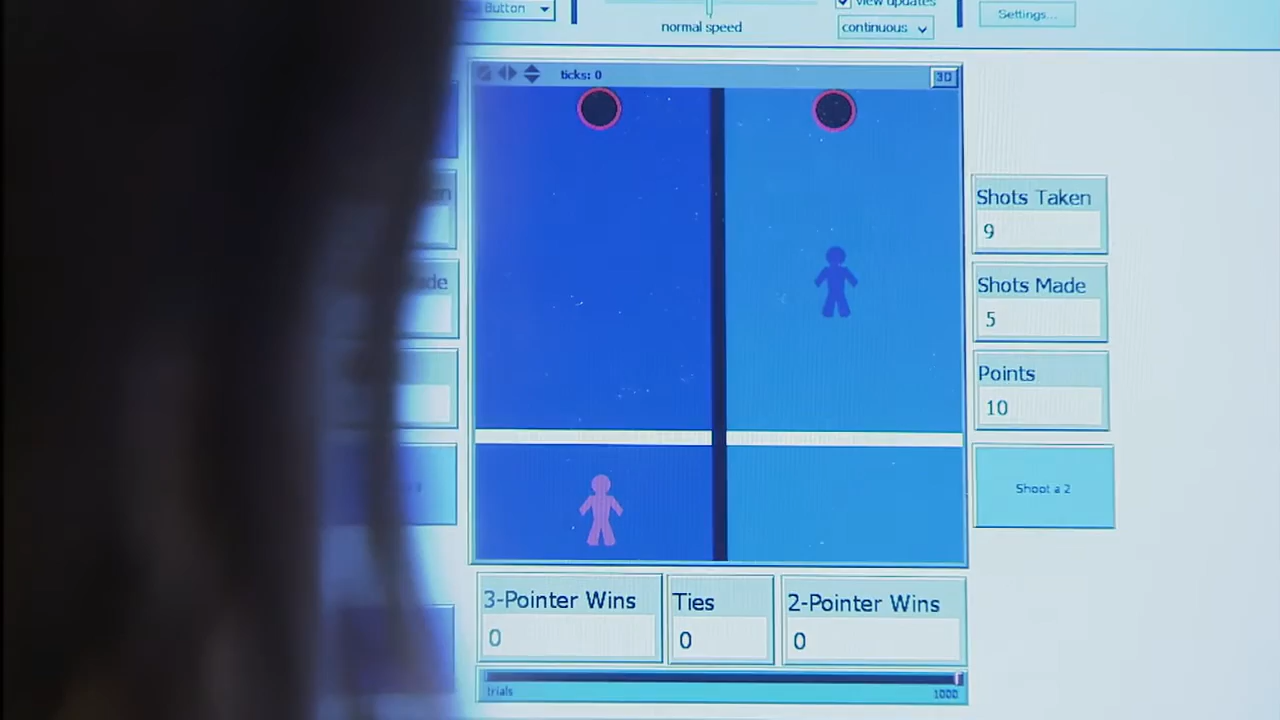 Button
normal speed
view updates
continuous
Settings...
ticks: 0
3D
Shots Taken
9
Shots Made
5
Points
10
Shoot a 2
3-Pointer Wins
0
Ties
0
2-Pointer Wins
0
trials
1000